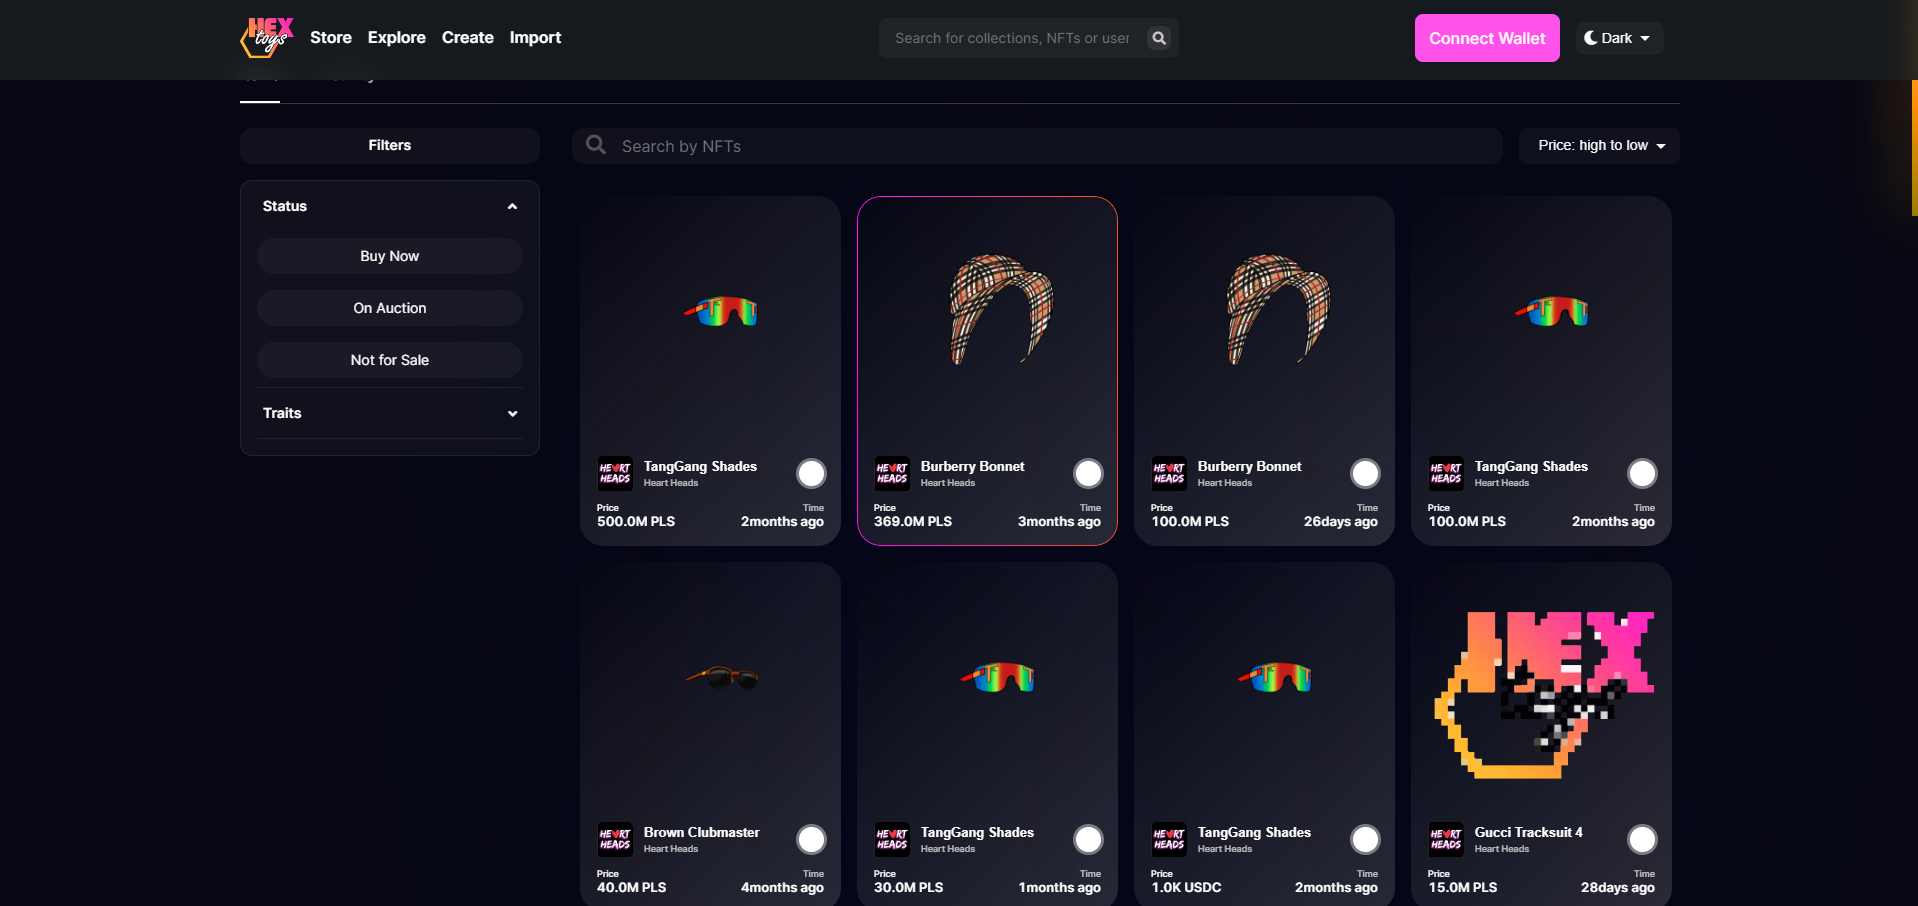 HEX
toys
Store
Explore
Create
Import
Search for collections, NFTs or user
Connect Wallet
Dark
Filters
Search by NFTs
Price: high to low
Status
Buy Now
On Auction
Not for Sale
Traits
HEART
HEADS
TangGang Shades
Heart Heads
Price
500.0M PLS
Time
2months ago
HEART
HEADS
Burberry Bonnet
Heart Heads
Price
369.0M PLS
Time
3months ago
HEART
HEADS
Burberry Bonnet
Heart Heads
Price
100.0M PLS
Time
26days ago
HEART
HEADS
TangGang Shades
Heart Heads
Price
100.0M PLS
Time
2months ago
HEX
HEART
HEADS
Brown Clubmaster
Heart Heads
Price
40.0M PLS
Time
4months ago
HEART
HEADS
TangGang Shades
Heart Heads
Price
30.0M PLS
Time
1months ago
HEART
HEADS
TangGang Shades
Heart Heads
Price
1.0K USDC
Time
2months ago
HEART
HEADS
Gucci Tracksuit 4
Heart Heads
Price
15.0M PLS
Time
28days ago